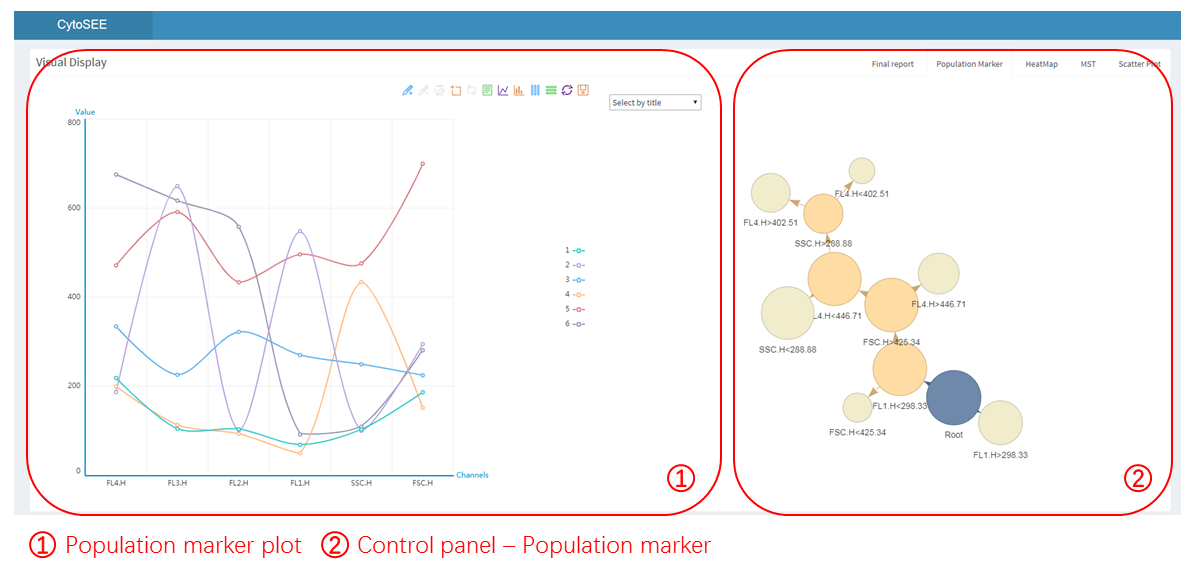 CytoSEE
Visual Display
Final report Population Marker HeatMap MST Scatter Plot
Select by title
Value
800
600
400
200
0
FL4.H FL3.H FL2.H FL1.H SSC.H FSC.H
Channels
1
2
3
4
5
6
FL4.H<402.51
FL4.H>402.51
SSC.H>288.88
FL4.H>446.71
L4.H<446.71
FSC.H>425.34
SSC.H<288.88
FL1.H<298.33
FSC.H<425.34
Root
FL1.H>298.33
① ②
① Population marker plot ② Control panel – Population marker